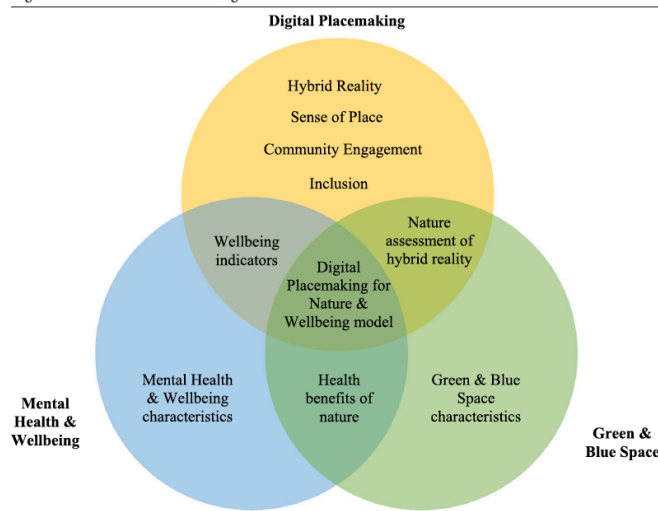 Digital Placemaking
Hybrid Reality
Sense of Place
Community Engagement
Inclusion
Wellbeing
indicators
Nature
assessment of
hybrid reality
Digital
Placemaking for
Nature &
Wellbeing model
Mental Health
& Wellbeing
characteristics
Health
benefits of
nature
Green & Blue
Space
characteristics
Mental
Health &
Wellbeing
Green &
Blue Space